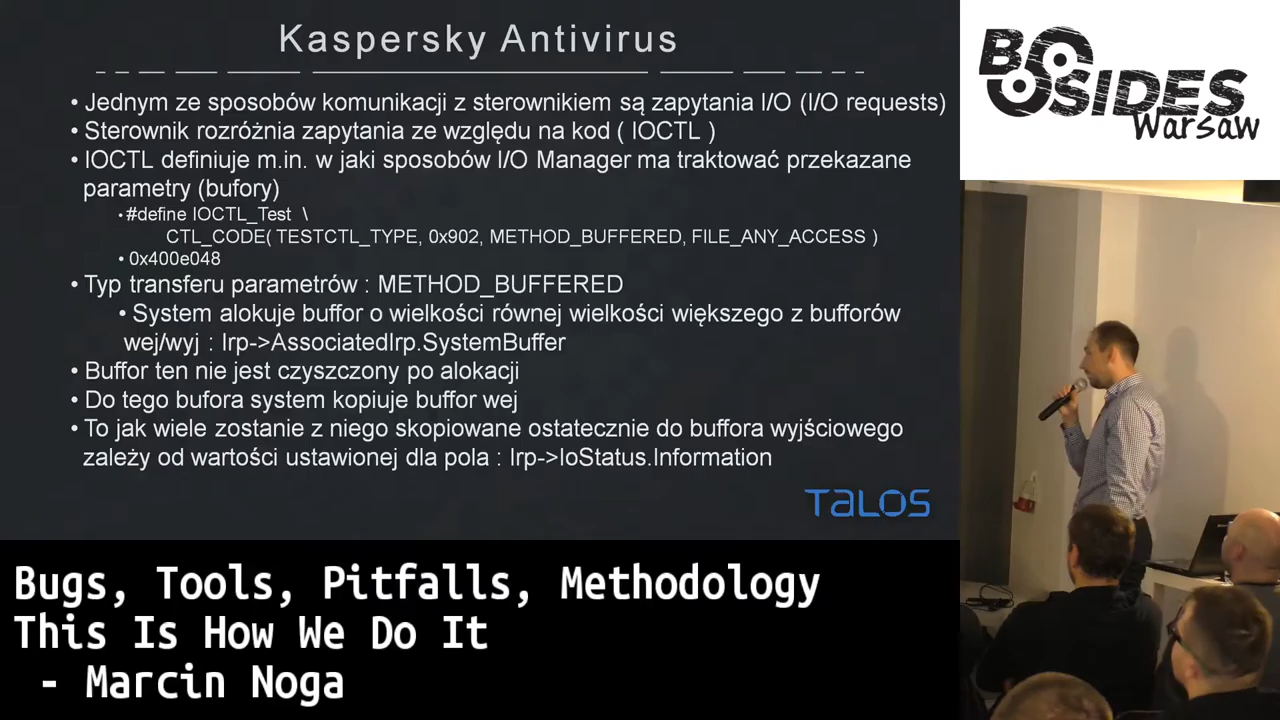 Kaspersky Antivirus
• Jednym ze sposobów komunikacji z sterownikiem są zapytania I/O (I/O requests)
• Sterownik rozróżnia zapytania ze względu na kod ( IOCTL )
• IOCTL definiuje m.in. w jaki sposobów I/O Manager ma traktować przekazane
parametry (bufory)
• #define IOCTL_Test \
CTL_CODE( TESTCTL_TYPE, 0x902, METHOD_BUFFERED, FILE_ANY_ACCESS )
• 0x400e048
• Typ transferu parametrów : METHOD_BUFFERED
• System alokuje buffor o wielkości równej wielkości większego z bufforów
wej/wyj : Irp->AssociatedIrp.SystemBuffer
• Buffor ten nie jest czyszczony po alokacji
• Do tego bufora system kopiuje buffor wej
• To jak wiele zostanie z niego skopiowane ostatecznie do buffora wyjściowego
zależy od wartości ustawionej dla pola : Irp->IoStatus.Information
TALOS
BSIDES
Warsaw
Bugs, Tools, Pitfalls, Methodology
This Is How We Do It
- Marcin Noga